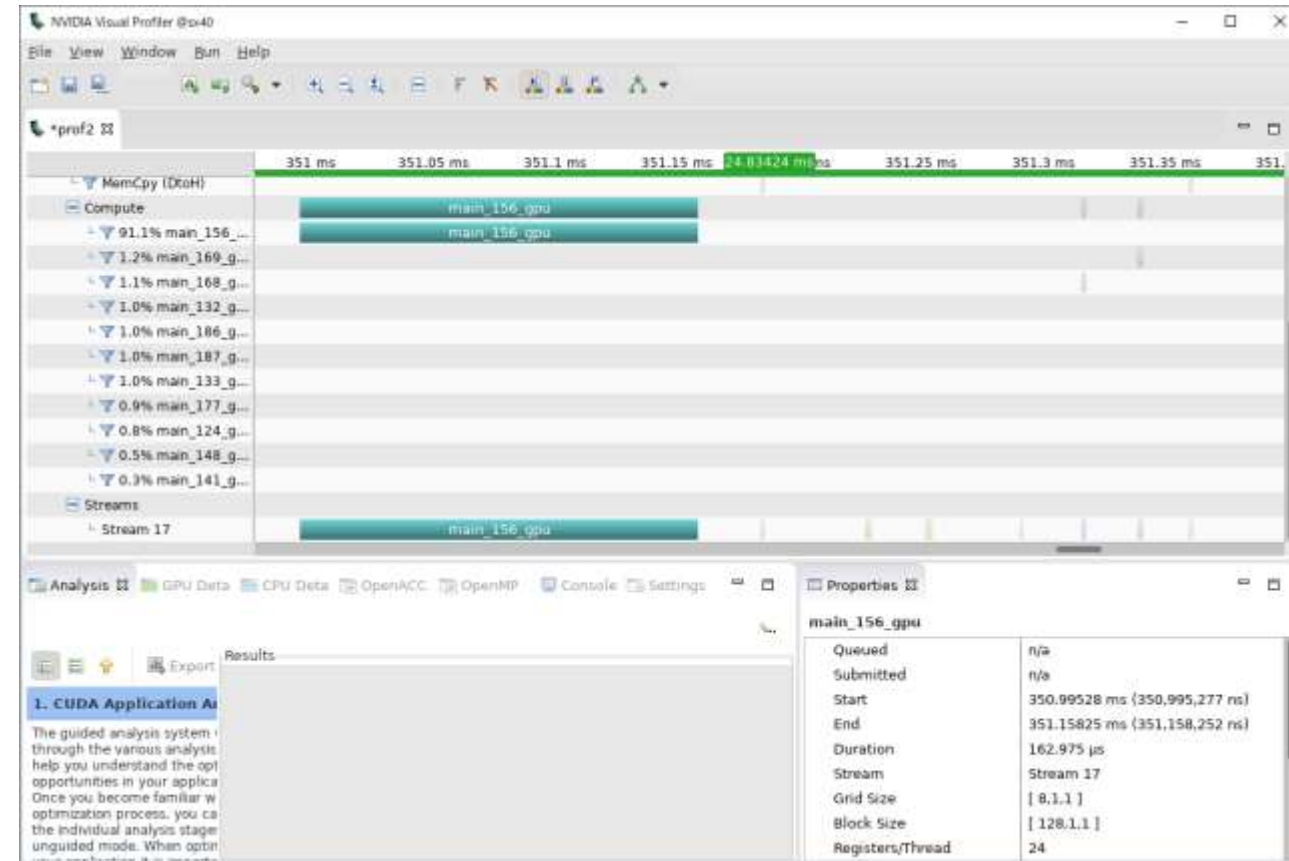 NVIDIA Visual Profiler @sx40
File View Window Run Help
*prof2
351 ms 351.05 ms 351.1 ms 351.15 ms 24.83424 ms ns 351.25 ms 351.3 ms 351.35 ms 351.
MemCpy (DtoH)
Compute main_156_gpu
91.1% main_156_... main_156_gpu
1.2% main_169_g...
1.1% main_168_g...
1.0% main_132_g...
1.0% main_186_g...
1.0% main_187_g...
1.0% main_133_g...
0.9% main_177_g...
0.8% main_124_g...
0.5% main_148_g...
0.3% main_141_g...
Streams
Stream 17 main_156_gpu
Analysis GPU Data CPU Data OpenACC OpenMP Console Settings Properties
main_156_gpu
Export Results
Queued n/a
Submitted n/a
1. CUDA Application An
Start 350.99528 ms (350,995,277 ns)
End 351.15825 ms (351,158,252 ns)
Duration 162.975 µs
Stream Stream 17
Grid Size [ 8,1,1 ]
Block Size [ 128,1,1 ]
Registers/Thread 24
The guided analysis system
through the various analysis
help you understand the opt
opportunities in your applica
Once you become familiar w
optimization process, you ca
the individual analysis stage
unguided mode. When optim